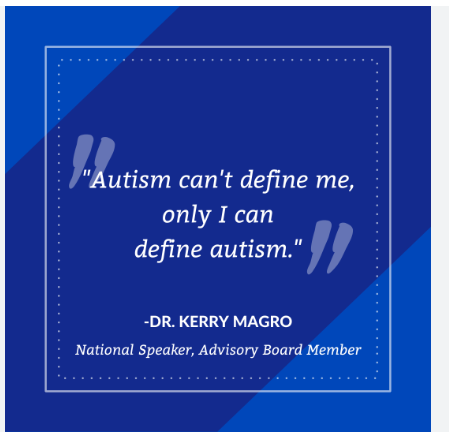 "Autism can't define me,
only I can
define autism."
-DR. KERRY MAGRO
National Speaker, Advisory Board Member